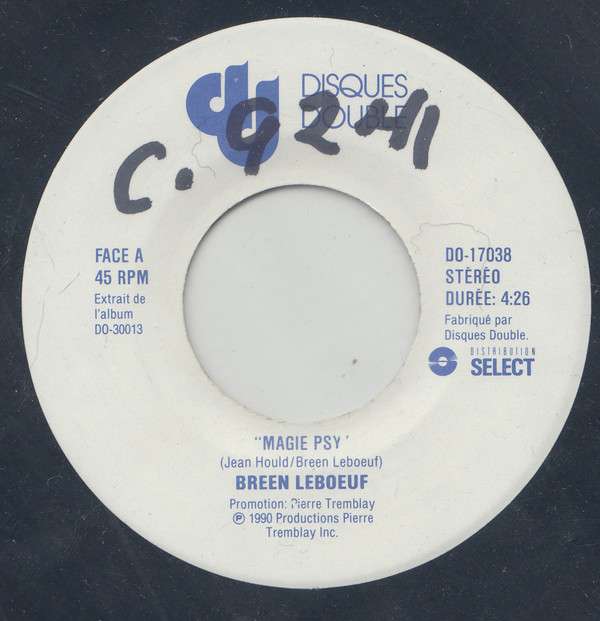 DISQUES
DOUBLE
C. 9241
FACE A
45 RPM
Extrait de
l'album
DO-30013
DO-17038
STÉRÉO
DURÉE: 4:26
Fabriqué par
Disques Double.
DISTRIBUTION
SELECT
"MAGIE PSY'
(Jean Hould/Breen Leboeuf)
BREEN LEBOEUF
Promotion: Pierre Tremblay
℗ 1990 Productions Pierre
Tremblay Inc.